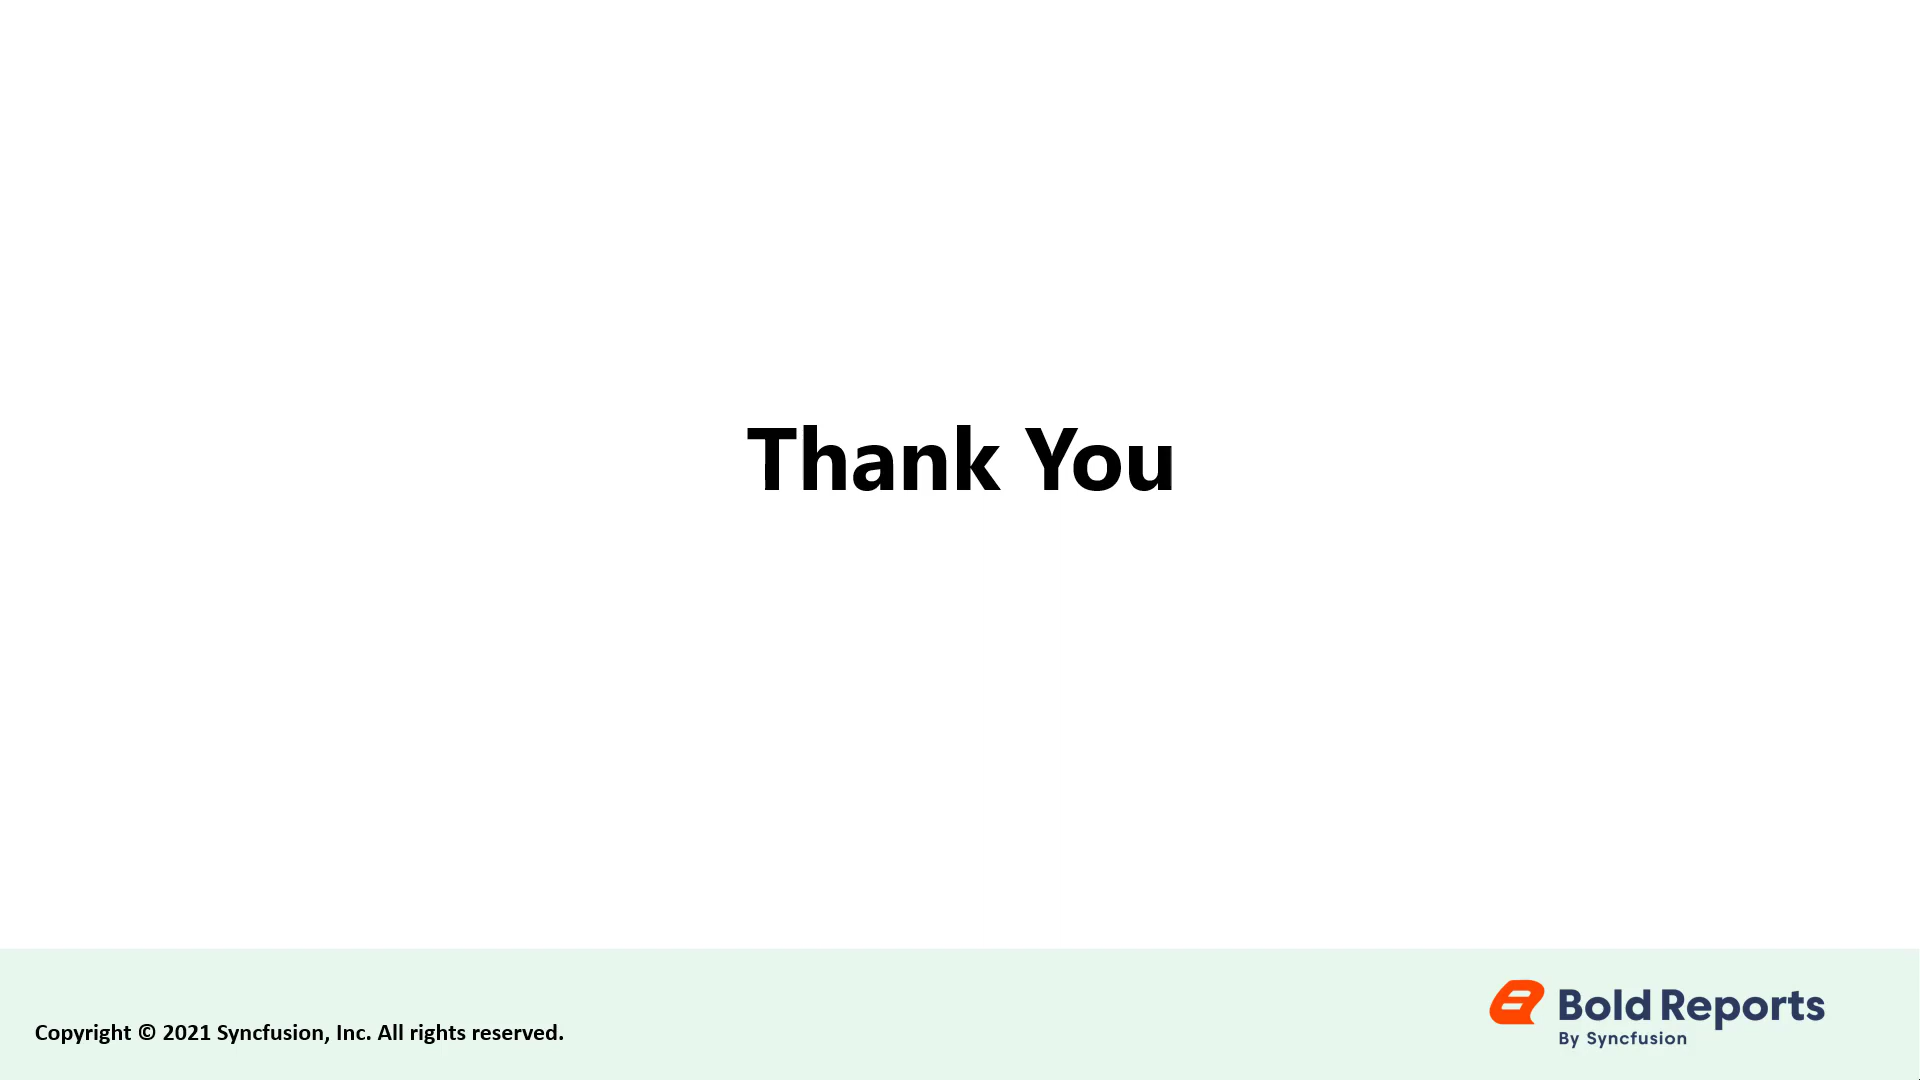 Thank You
Copyright © 2021 Syncfusion, Inc. All rights reserved.
Bold Reports
By Syncfusion